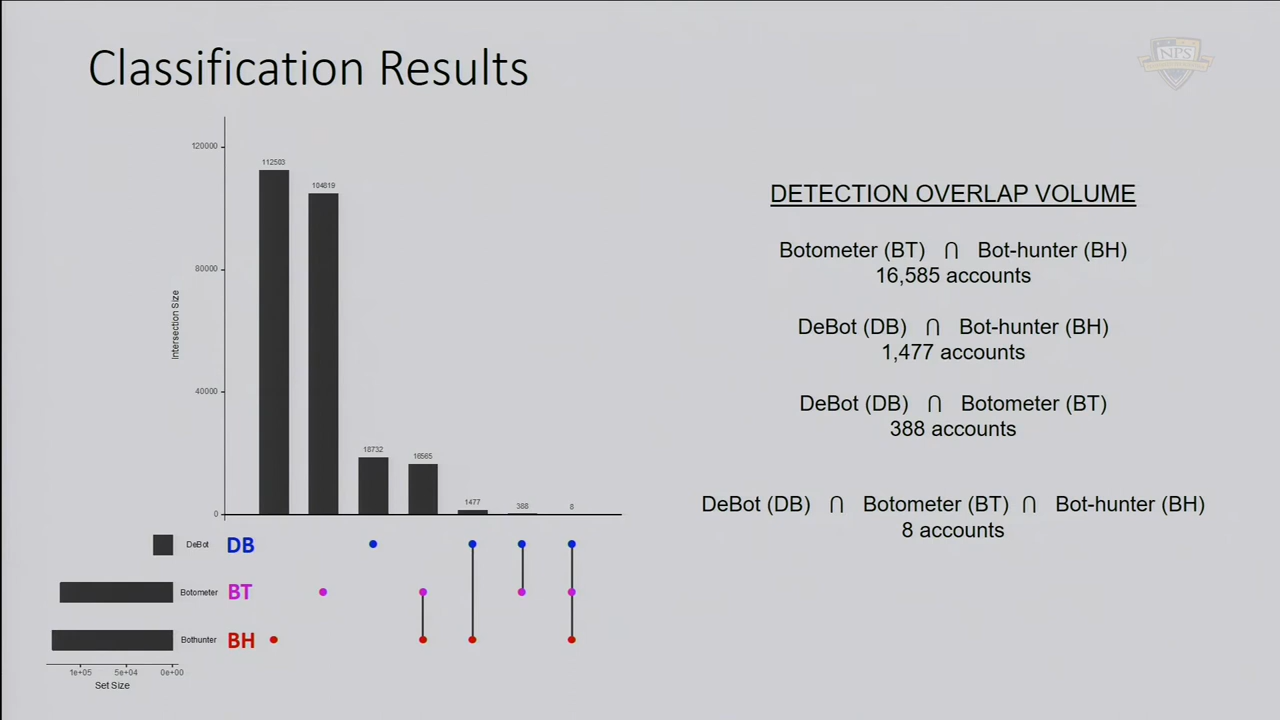 Classification Results
NPS
120000
80000
40000
0
Intersection Size
112503
104819
18732
16585
1477
388
8
DeBot DB
Botometer BT
Bothunter BH
1e+05 5e+04 0e+00
Set Size
DETECTION OVERLAP VOLUME
Botometer (BT) ∩ Bot-hunter (BH)
16,585 accounts
DeBot (DB) ∩ Bot-hunter (BH)
1,477 accounts
DeBot (DB) ∩ Botometer (BT)
388 accounts
DeBot (DB) ∩ Botometer (BT) ∩ Bot-hunter (BH)
8 accounts